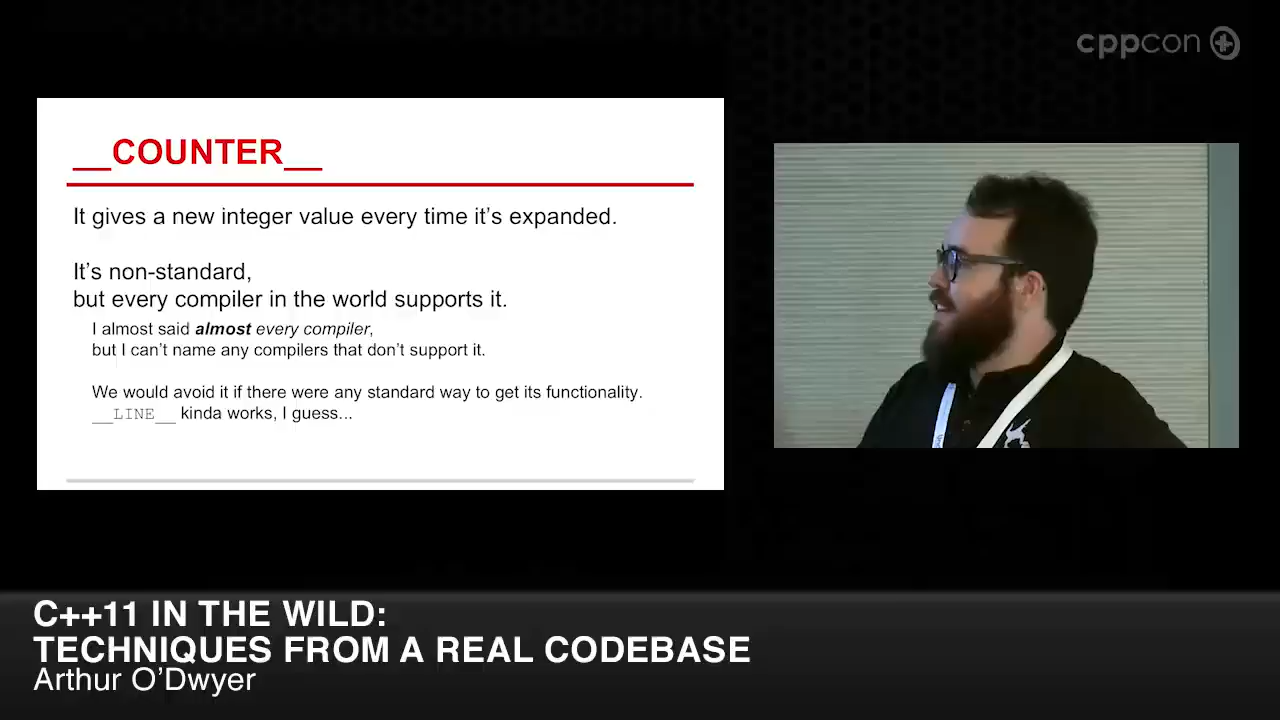 cppcon
__COUNTER__
It gives a new integer value every time it's expanded.
It's non-standard,
but every compiler in the world supports it.
I almost said almost every compiler,
but I can't name any compilers that don't support it.
We would avoid it if there were any standard way to get its functionality.
__LINE__ kinda works, I guess...
C++11 IN THE WILD:
TECHNIQUES FROM A REAL CODEBASE
Arthur O'Dwyer